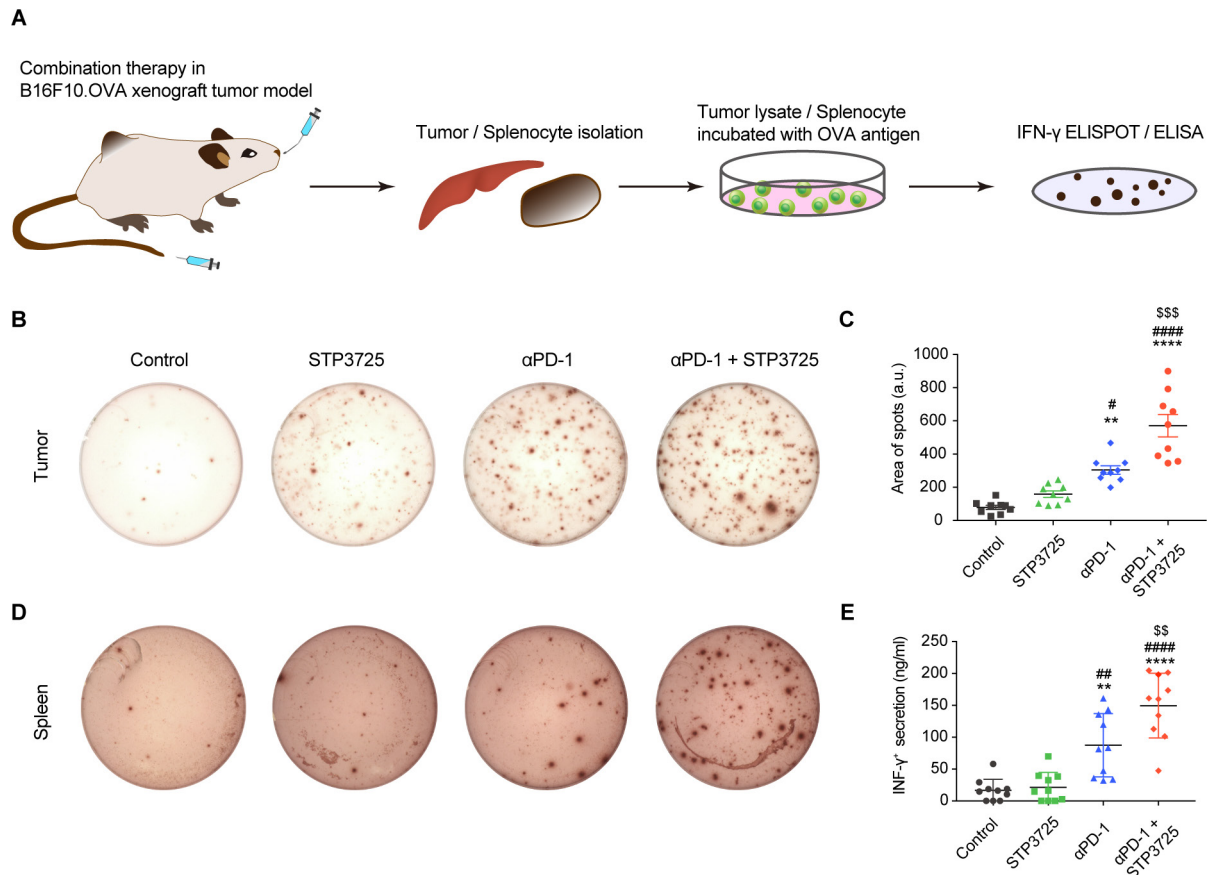 A
Combination therapy in
B16F10.OVA xenograft tumor model
Tumor / Splenocyte isolation
Tumor lysate / Splenocyte
incubated with OVA antigen
IFN-γ ELISPOT / ELISA
B
Control
STP3725
αPD-1
αPD-1 + STP3725
Tumor
C
$$$
####
****
#
**
Area of spots (a.u.)
1000
800
600
400
200
0
Control
STP3725
αPD-1
αPD-1 +
STP3725
D
Spleen
E
$$
####
****
##
**
INF-γ⁺ secretion (ng/ml)
250
200
150
100
50
0
Control
STP3725
αPD-1
αPD-1 +
STP3725